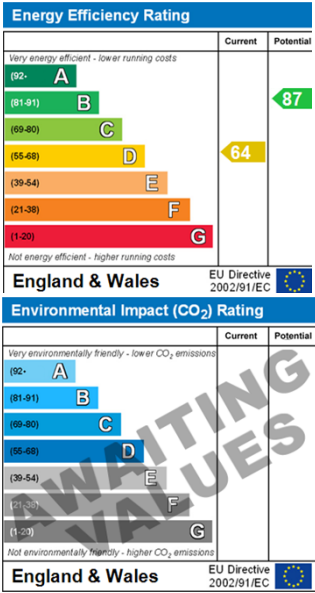 Energy Efficiency Rating
Current Potential
Very energy efficient - lower running costs
(92+ A
(81-91) B
87
(69-80) C
(55-68) D
64
(39-54) E
(21-38) F
(1-20) G
Not energy efficient - higher running costs
England & Wales
EU Directive
2002/91/EC
Environmental Impact (CO2) Rating
Current Potential
Very environmentally friendly - lower CO2 emissions
(92+ A
(81-91) B
(69-80) C
(55-68) D
(39-54) E
(21-38) F
(1-20) G
AWAITING
VALUES
Not environmentally friendly - higher CO2 emissions
England & Wales
EU Directive
2002/91/EC